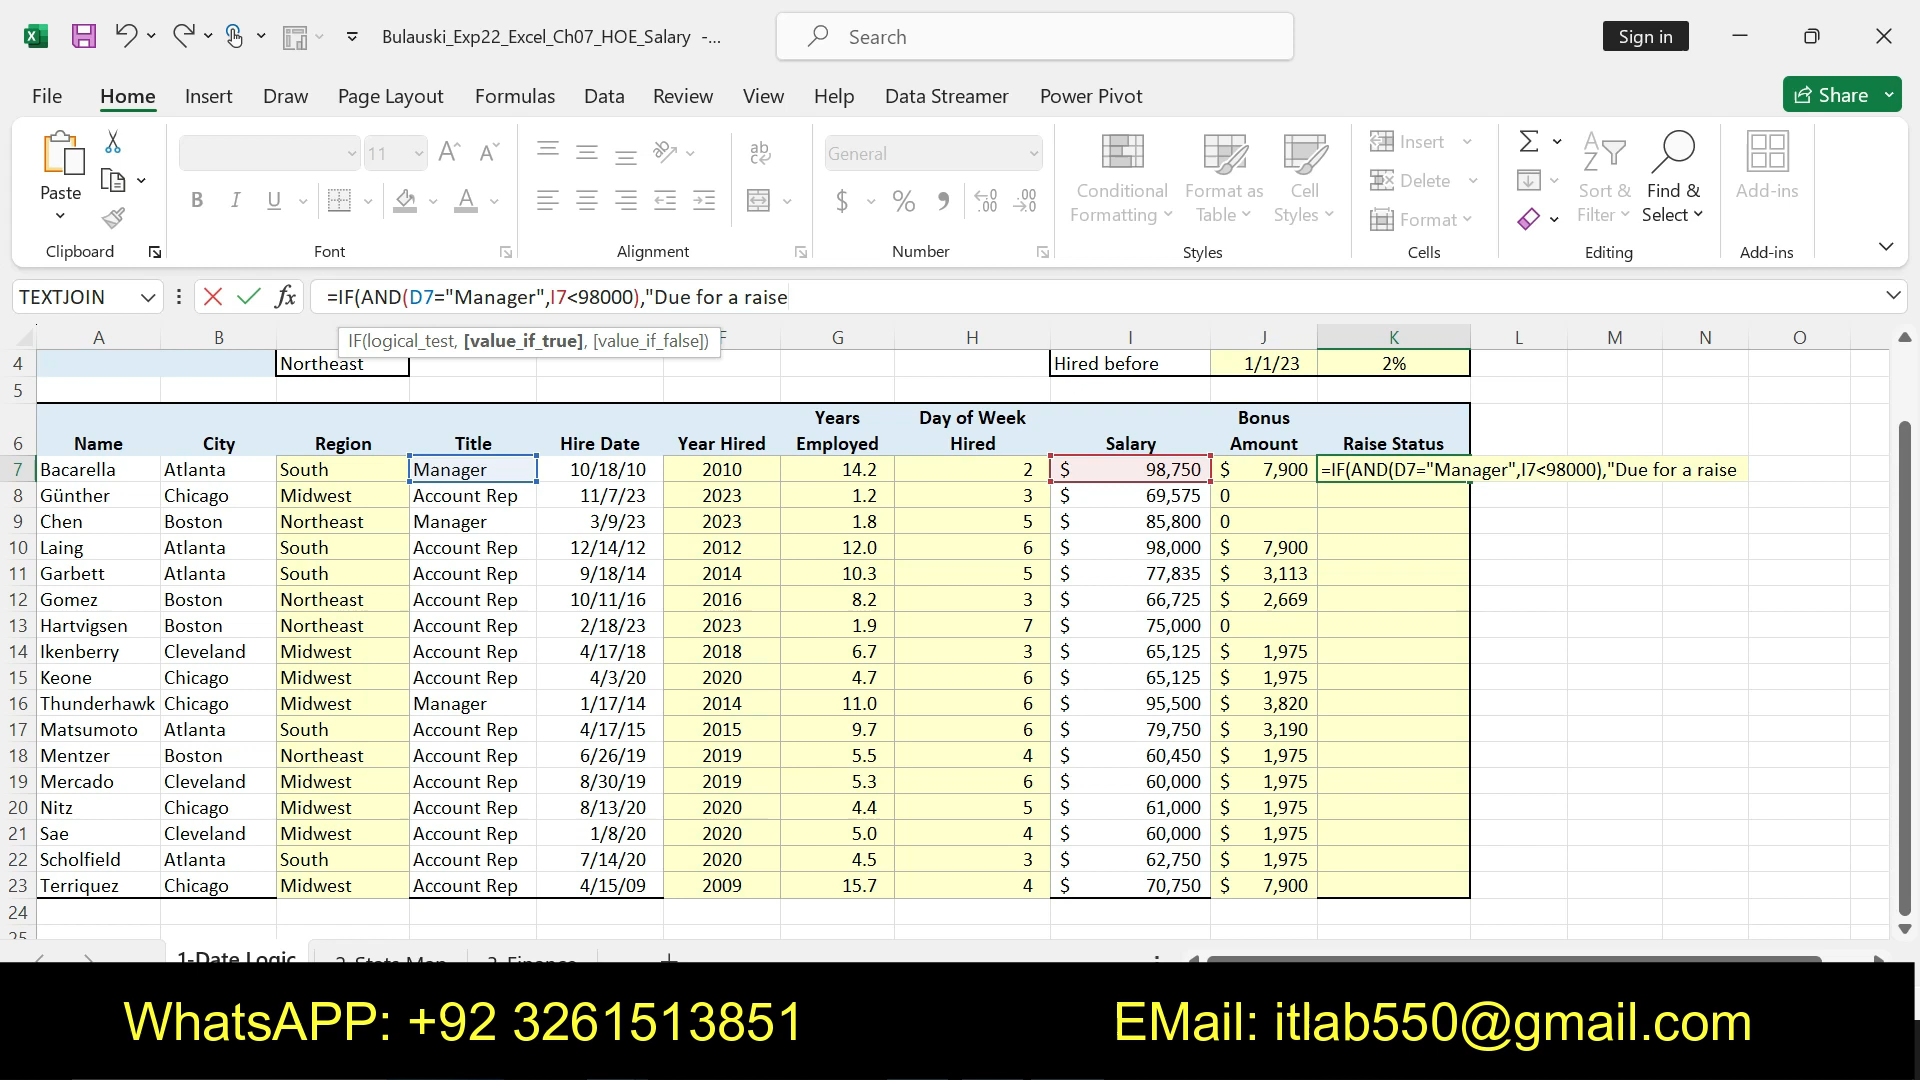 Bulauski_Exp22_Excel_Ch07_HOE_Salary -...
Search
Sign in
File Home Insert Draw Page Layout Formulas Data Review View Help Data Streamer Power Pivot
Share
Paste
11
General
Conditional Formatting
Format as Table
Cell Styles
Insert
Delete
Format
Sort & Filter
Find & Select
Add-ins
Clipboard Font Alignment Number Styles Cells Editing Add-ins
TEXTJOIN
=IF(AND(D7="Manager",I7<98000),"Due for a raise
IF(logical_test, [value_if_true], [value_if_false])
A B F G H I J K L M N O
4 Northeast Hired before 1/1/23 2%
5
6 Name City Region Title Hire Date Year Hired Years Employed Day of Week Hired Salary Bonus Amount Raise Status
7 Bacarella Atlanta South Manager 10/18/10 2010 14.2 2 $ 98,750 $ 7,900 =IF(AND(D7="Manager",I7<98000),"Due for a raise
8 Günther Chicago Midwest Account Rep 11/7/23 2023 1.2 3 $ 69,575 0
9 Chen Boston Northeast Manager 3/9/23 2023 1.8 5 $ 85,800 0
10 Laing Atlanta South Account Rep 12/14/12 2012 12.0 6 $ 98,000 $ 7,900
11 Garbett Atlanta South Account Rep 9/18/14 2014 10.3 5 $ 77,835 $ 3,113
12 Gomez Boston Northeast Account Rep 10/11/16 2016 8.2 3 $ 66,725 $ 2,669
13 Hartvigsen Boston Northeast Account Rep 2/18/23 2023 1.9 7 $ 75,000 0
14 Ikenberry Cleveland Midwest Account Rep 4/17/18 2018 6.7 3 $ 65,125 $ 1,975
15 Keone Chicago Midwest Account Rep 4/3/20 2020 4.7 6 $ 65,125 $ 1,975
16 Thunderhawk Chicago Midwest Manager 1/17/14 2014 11.0 6 $ 95,500 $ 3,820
17 Matsumoto Atlanta South Account Rep 4/17/15 2015 9.7 6 $ 79,750 $ 3,190
18 Mentzer Boston Northeast Account Rep 6/26/19 2019 5.5 4 $ 60,450 $ 1,975
19 Mercado Cleveland Midwest Account Rep 8/30/19 2019 5.3 6 $ 60,000 $ 1,975
20 Nitz Chicago Midwest Account Rep 8/13/20 2020 4.4 5 $ 61,000 $ 1,975
21 Sae Cleveland Midwest Account Rep 1/8/20 2020 5.0 4 $ 60,000 $ 1,975
22 Scholfield Atlanta South Account Rep 7/14/20 2020 4.5 3 $ 62,750 $ 1,975
23 Terriquez Chicago Midwest Account Rep 4/15/09 2009 15.7 4 $ 70,750 $ 7,900
24
25
1-Date Logic 2-Stats Map 3-Finance
WhatsAPP: +92 3261513851
EMail: itlab550@gmail.com